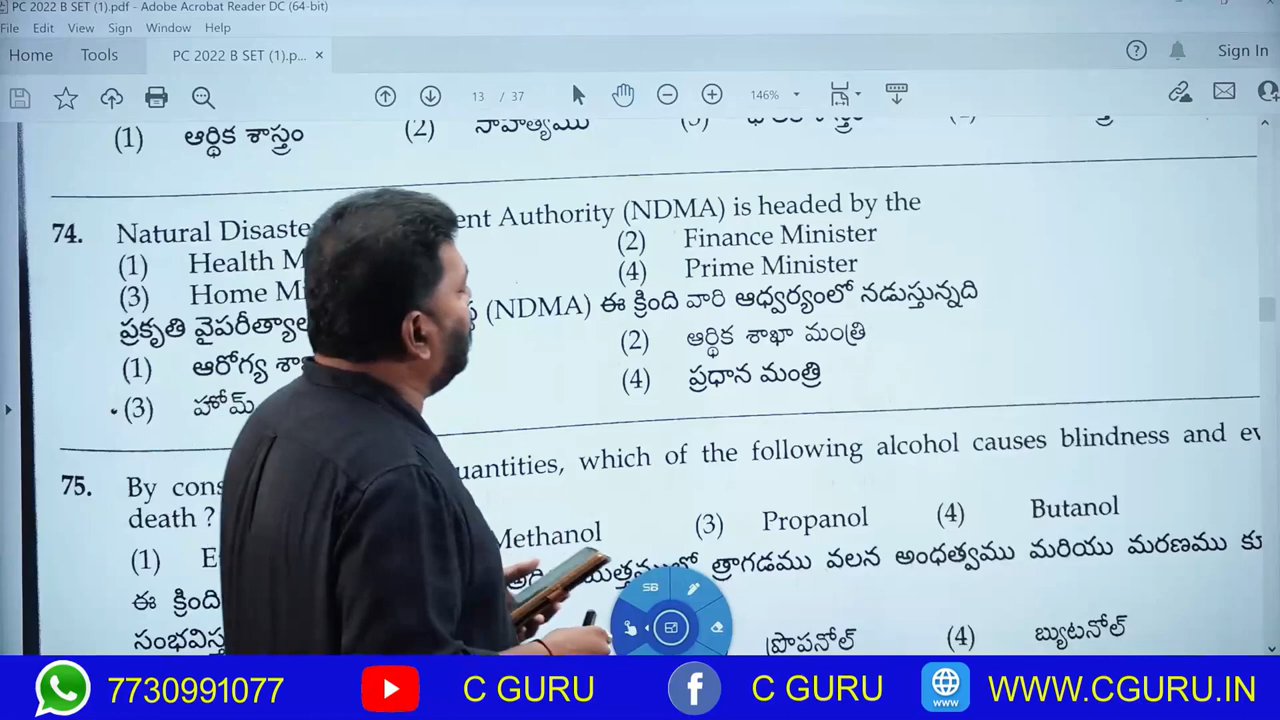 PC 2022 B SET (1).pdf - Adobe Acrobat Reader DC (64-bit)
File Edit View Sign Window Help
Home Tools PC 2022 B SET (1).p... × ? Sign In
13 / 37 146%
(1) ఆర్థిక శాస్త్రం (2) సాహిత్యము
74. Natural Disaste ent Authority (NDMA) is headed by the
(1) Health M (2) Finance Minister
(3) Home Mi (4) Prime Minister
ప్రకృతి వైపరీత్యాల (NDMA) ఈ క్రింది వారి ఆధ్వర్యంలో నడుస్తున్నది
(1) ఆరోగ్య శా (2) ఆర్థిక శాఖా మంత్రి
(3) హోమ్ (4) ప్రధాన మంత్రి
75. By cons uantities, which of the following alcohol causes blindness and ev
death ?
(1) E Methanol (3) Propanol (4) Butanol
త్రాగడము వలన అంధత్వము మరియు మరణము కు
ఈ క్రింది
సంభవిస్త ప్రొపనోల్ (4) బ్యుటనోల్
SB
7730991077 C GURU f C GURU www WWW.CGURU.IN